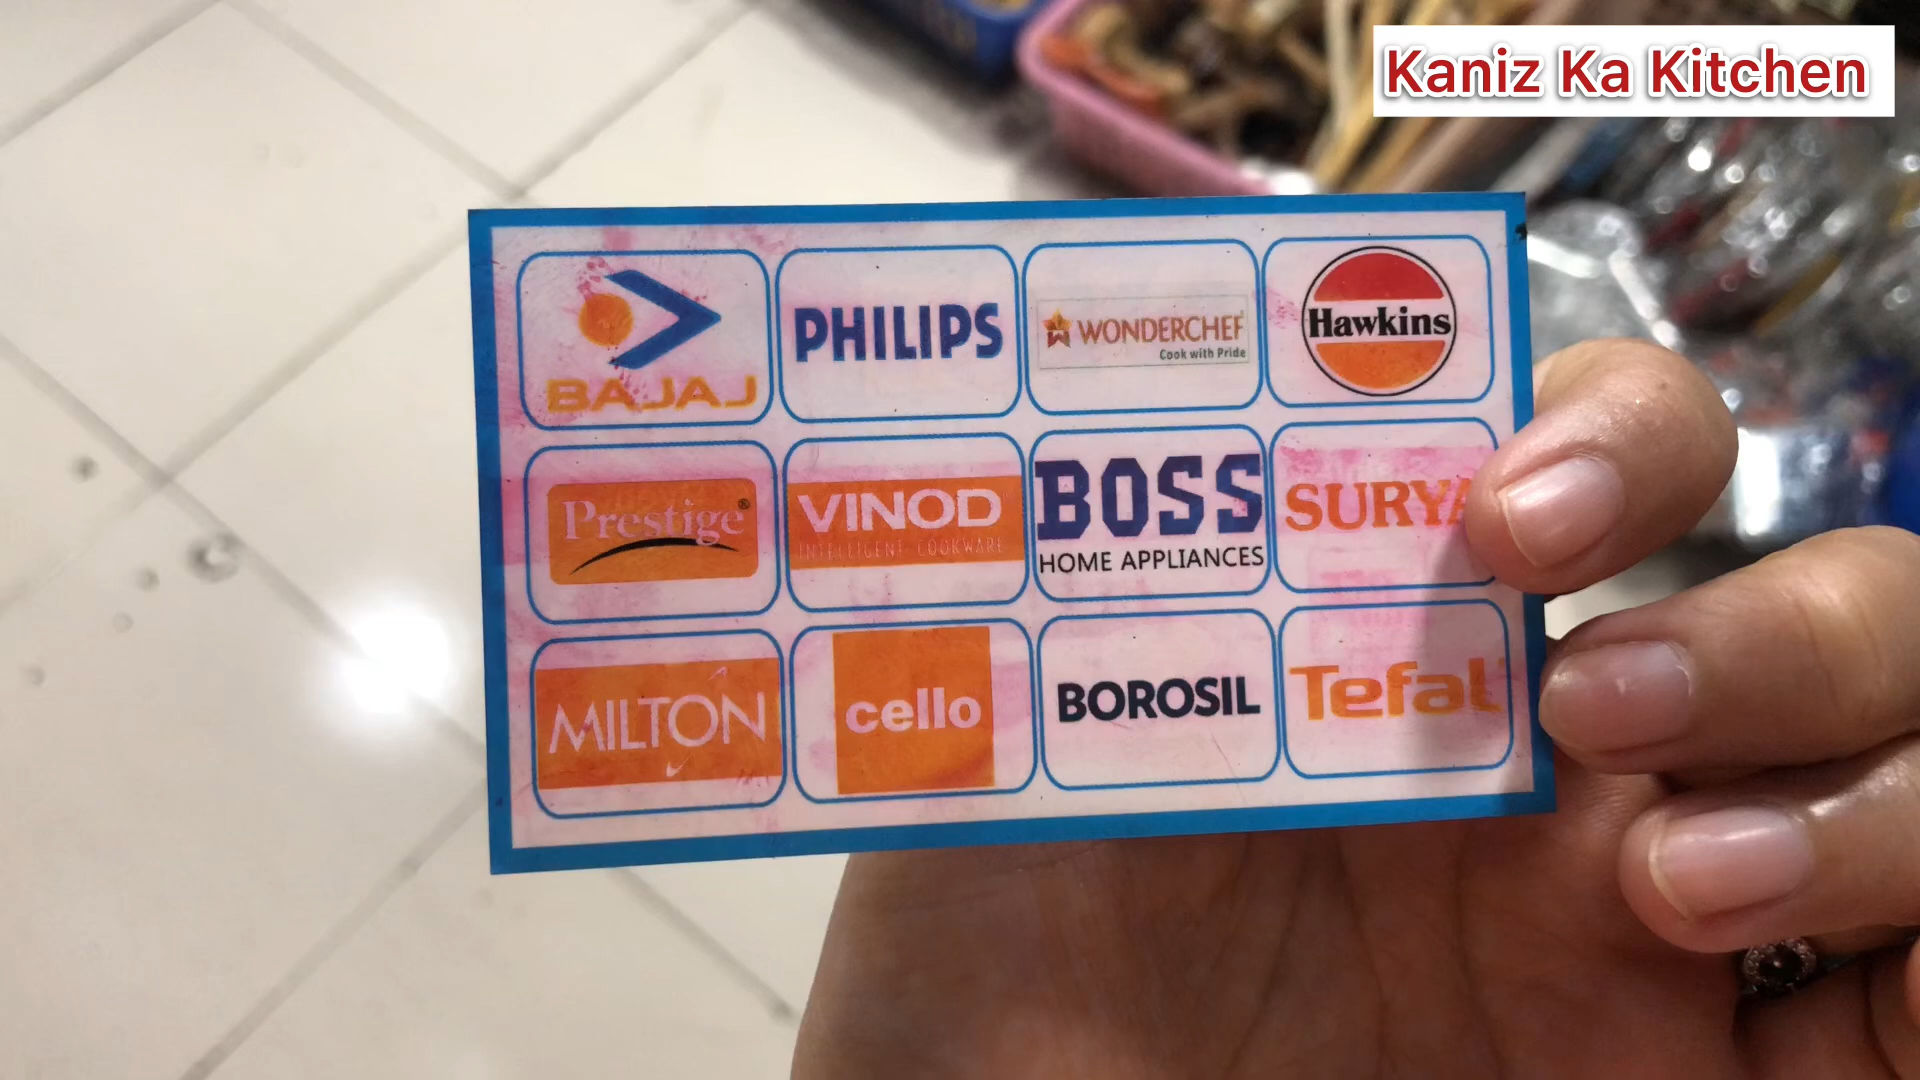 Kaniz Ka Kitchen
BAJAJ
PHILIPS
WONDERCHEF
Cook with Pride
Hawkins
Prestige®
VINOD
INTELLIGENT COOKWARE
BOSS
HOME APPLIANCES
SURYA
MILTON
cello
BOROSIL
Tefal